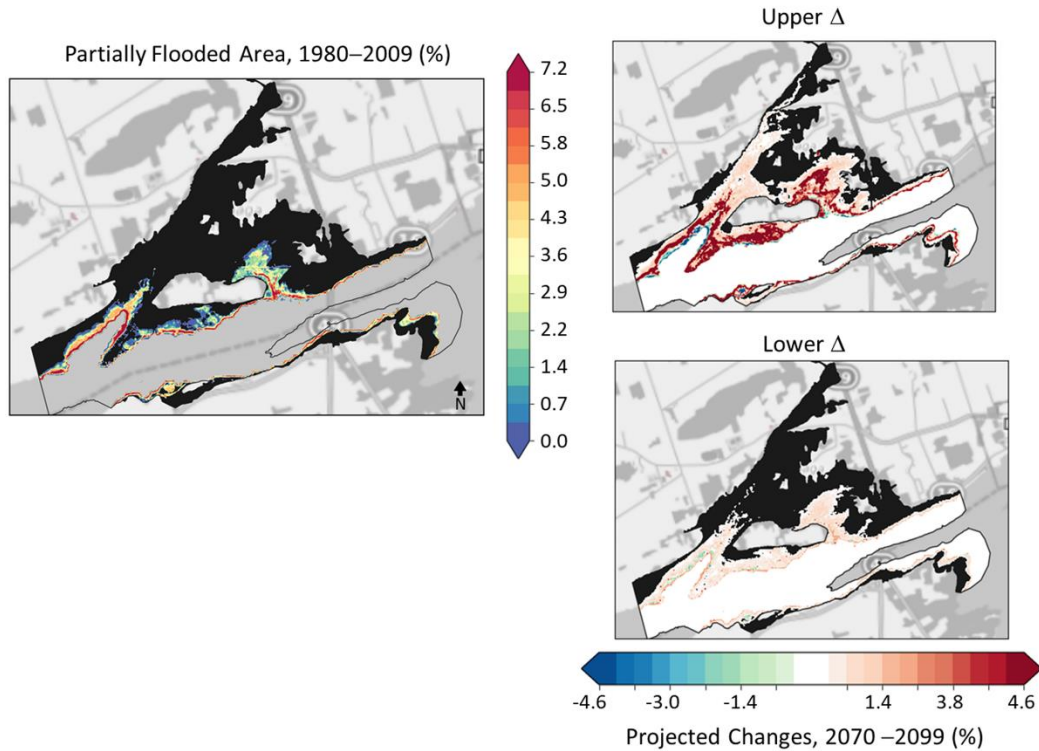 Upper Δ
Partially Flooded Area, 1980–2009 (%)
7.2
6.5
5.8
5.0
4.3
3.6
2.9
2.2
1.4
0.7
0.0
N
Lower Δ
-4.6 -3.0 -1.4 1.4 3.8 4.6
Projected Changes, 2070 –2099 (%)